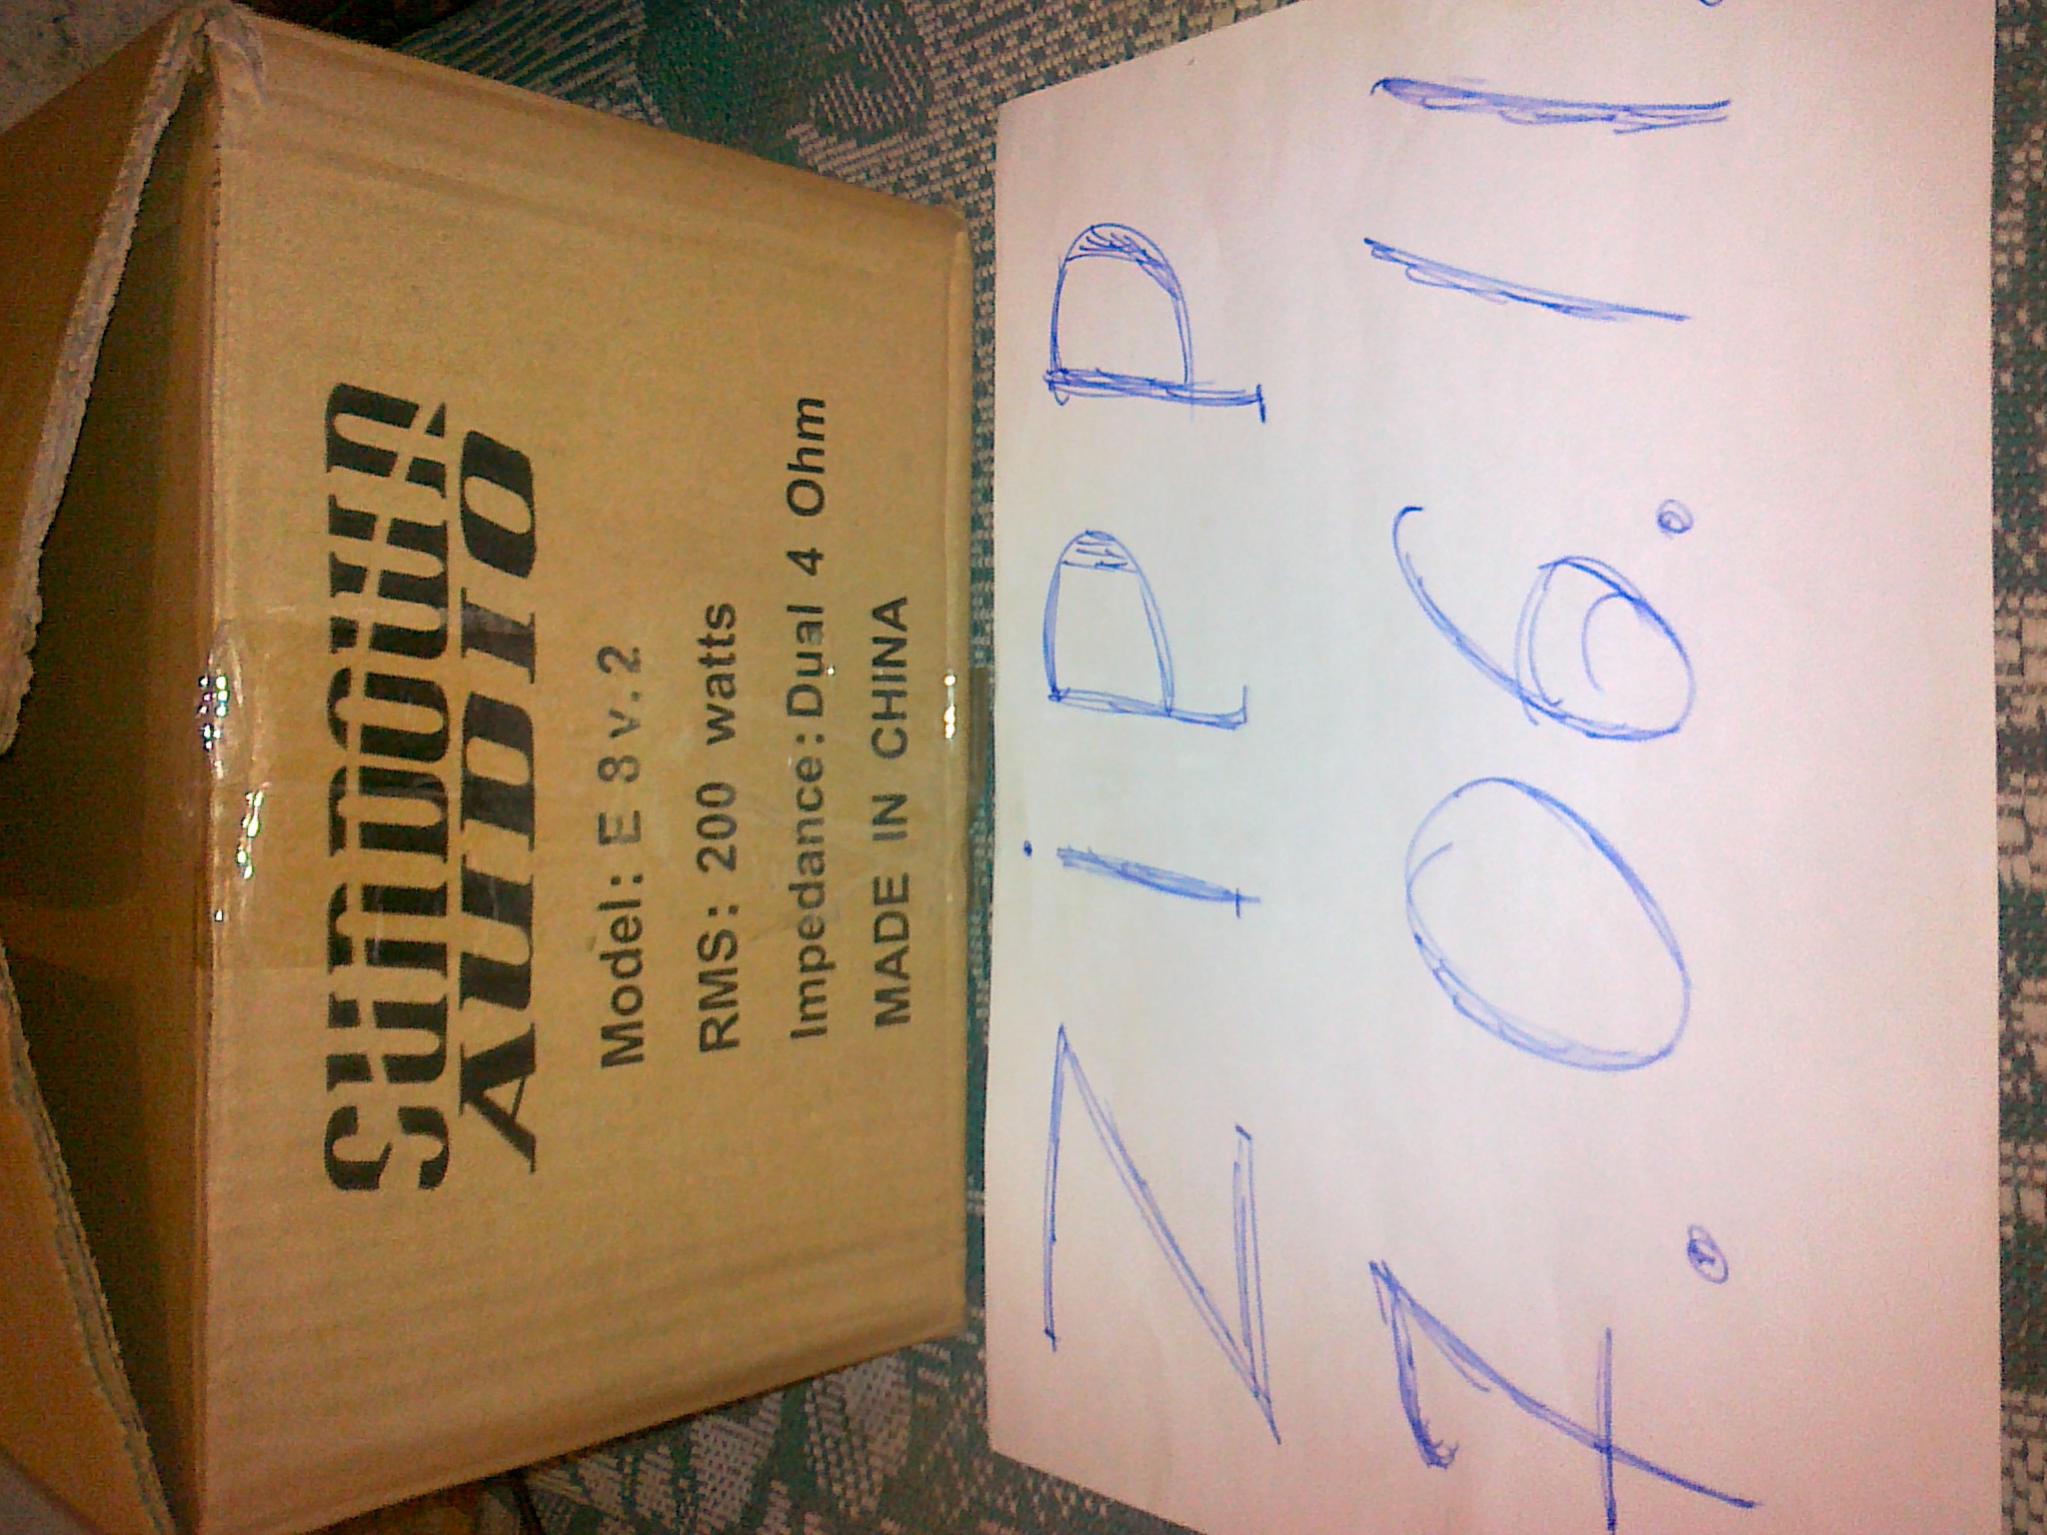 SUNDOWN
AUDIO
Model: E 8 v.2
RMS: 200 watts
Impedance:Dual 4 Ohm
MADE IN CHINA
ZiPP
7.06.11.